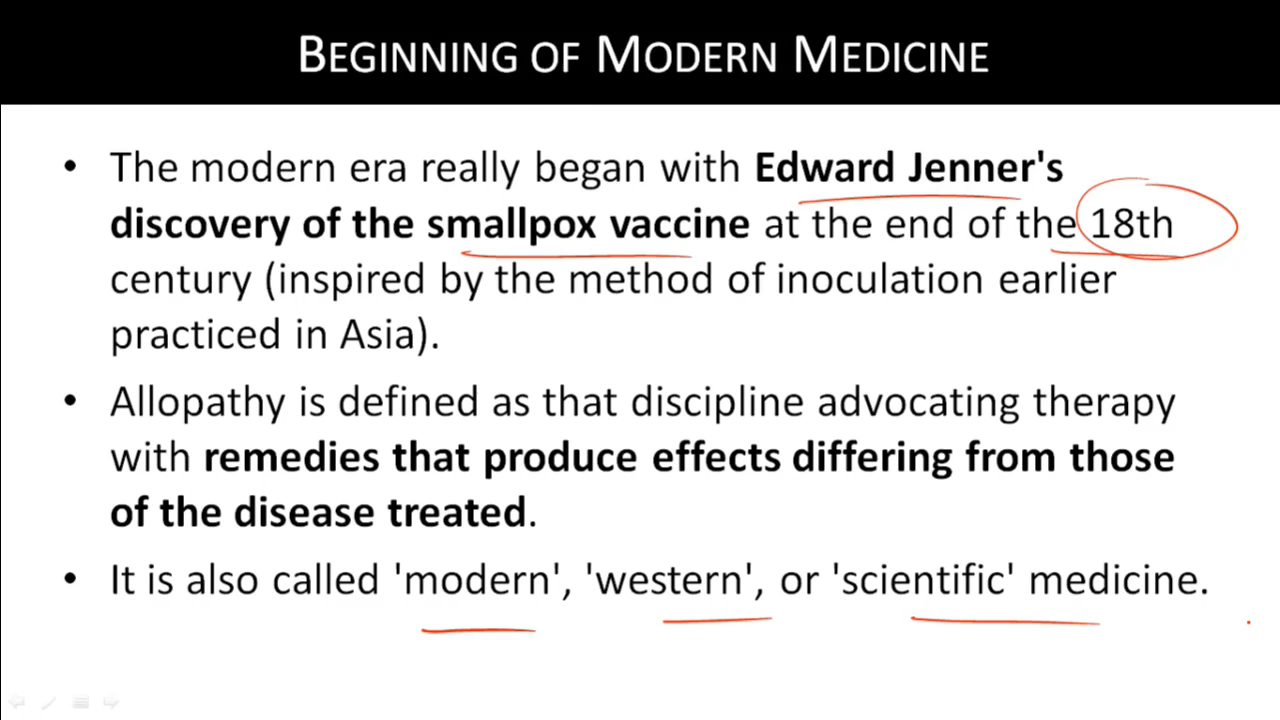 BEGINNING OF MODERN MEDICINE
• The modern era really began with Edward Jenner's
discovery of the smallpox vaccine at the end of the 18th
century (inspired by the method of inoculation earlier
practiced in Asia).
• Allopathy is defined as that discipline advocating therapy
with remedies that produce effects differing from those
of the disease treated.
• It is also called 'modern', 'western', or 'scientific' medicine.